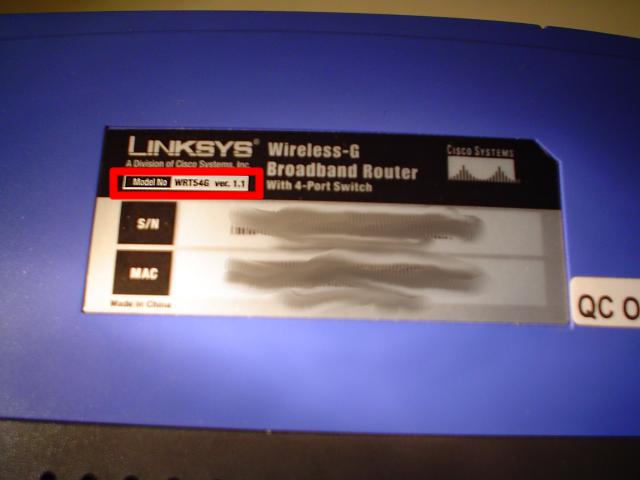 LINKSYS® Wireless-G
A Division of Cisco Systems, Inc.
Broadband Router
With 4-Port Switch
CISCO SYSTEMS
Model No WRT54G ver. 1.1
S/N
MAC
Made in China
QC